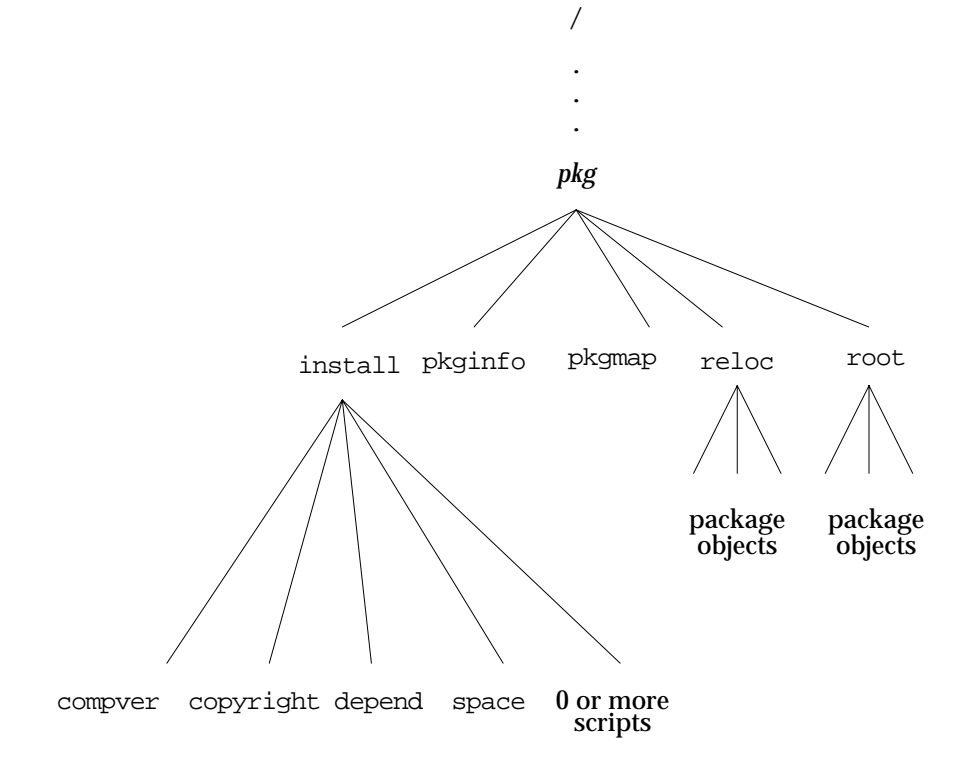 /
.
.
.
pkg
install pkginfo pkgmap reloc root
package objects
package objects
compver copyright depend space 0 or more scripts